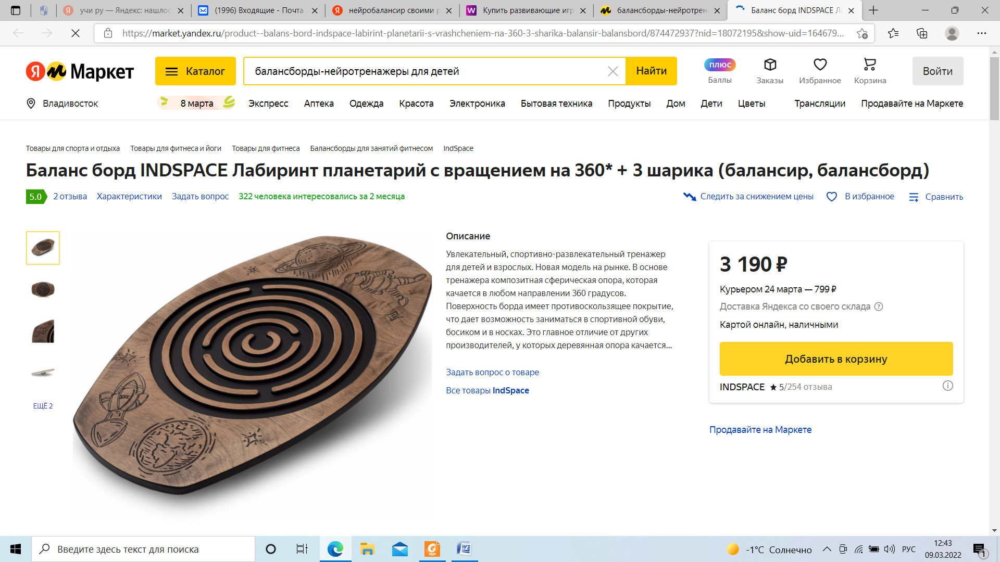 учи ру — Яндекс: нашлос
(1996) Входящие - Почта
нейробалансир своими р
Купить развивающие игр
балансборды-нейротрен
Баланс борд INDSPACE Ла
https://market.yandex.ru/product--balans-bord-indspace-labirint-planetarii-s-vrashcheniem-na-360-3-sharika-balansir-balansbord/874472937?nid=18072195&show-uid=164679...
Я М Маркет
Каталог
балансборды-нейротренажеры для детей
Найти
плюс
Баллы
Заказы
Избранное
Корзина
Войти
Владивосток
8 марта
Экспресс
Аптека
Одежда
Красота
Электроника
Бытовая техника
Продукты
Дом
Дети
Цветы
Трансляции
Продавайте на Маркете
Товары для спорта и отдыха
Товары для фитнеса и йоги
Товары для фитнеса
Балансборды для занятий фитнесом
IndSpace
Баланс борд INDSPACE Лабиринт планетарий с вращением на 360* + 3 шарика (балансир, балансборд)
5.0
2 отзыва
Характеристики
Задать вопрос
322 человека интересовались за 2 месяца
Следить за снижением цены
В избранное
Сравнить
ЕЩЁ 2
Описание
Увлекательный, спортивно-развлекательный тренажер
для детей и взрослых. Новая модель на рынке. В основе
тренажера композитная сферическая опора, которая
качается в любом направлении 360 градусов.
Поверхность борда имеет противоскользящее покрытие,
что дает возможность заниматься в спортивной обуви,
босиком и в носках. Это главное отличие от других
производителей, у которых деревянная опора качается...
Задать вопрос о товаре
Все товары IndSpace
3 190 ₽
Курьером 24 марта — 799 ₽
Доставка Яндекса со своего склада
Картой онлайн, наличными
Добавить в корзину
INDSPACE ★ 5/254 отзыва
Продавайте на Маркете
Введите здесь текст для поиска
PDF
W
-1°C Солнечно
РУС
12:43
09.03.2022
1